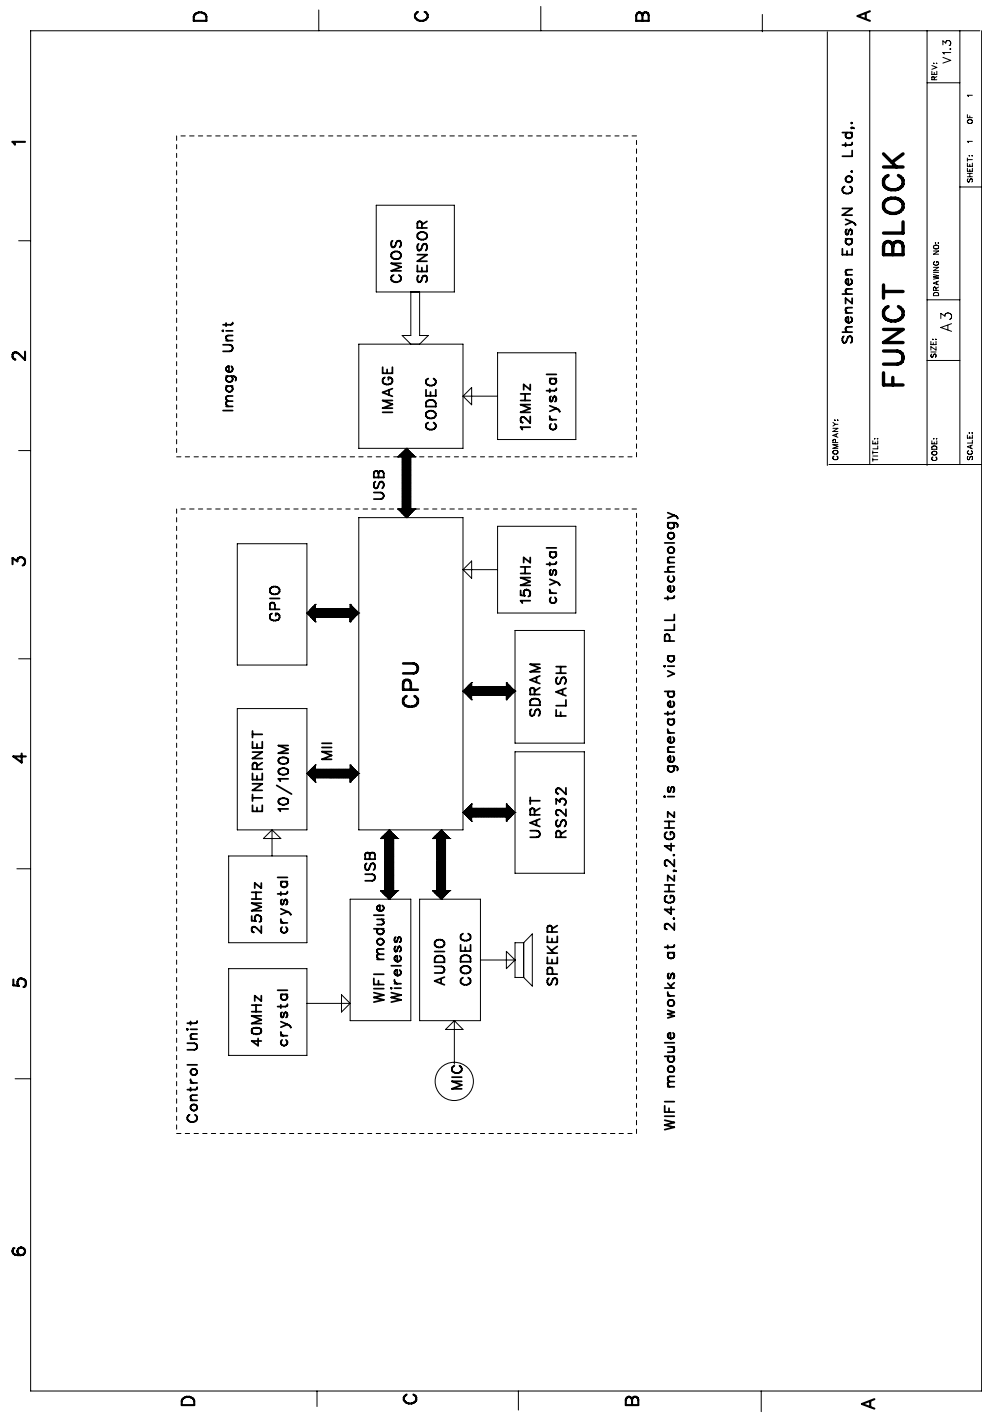 6
5
4
3
2
1
D
C
B
A
D
C
B
A
Control Unit
40MHz
crystal
25MHz
crystal
ETNERNET
10/100M
MII
GPIO
WIFI module
Wireless
USB
AUDIO
CODEC
MIC
SPEKER
CPU
UART
RS232
SDRAM
FLASH
15MHz
crystal
USB
Image Unit
IMAGE
CODEC
CMOS
SENSOR
12MHz
crystal
WIFI module works at 2.4GHz,2.4GHz is generated via PLL technology
COMPANY:
Shenzhen EasyN Co. Ltd,.
TITLE:
FUNCT BLOCK
CODE:
SIZE: A3
DRAWING NO:
REV: V1.3
SCALE:
SHEET: 1 OF 1